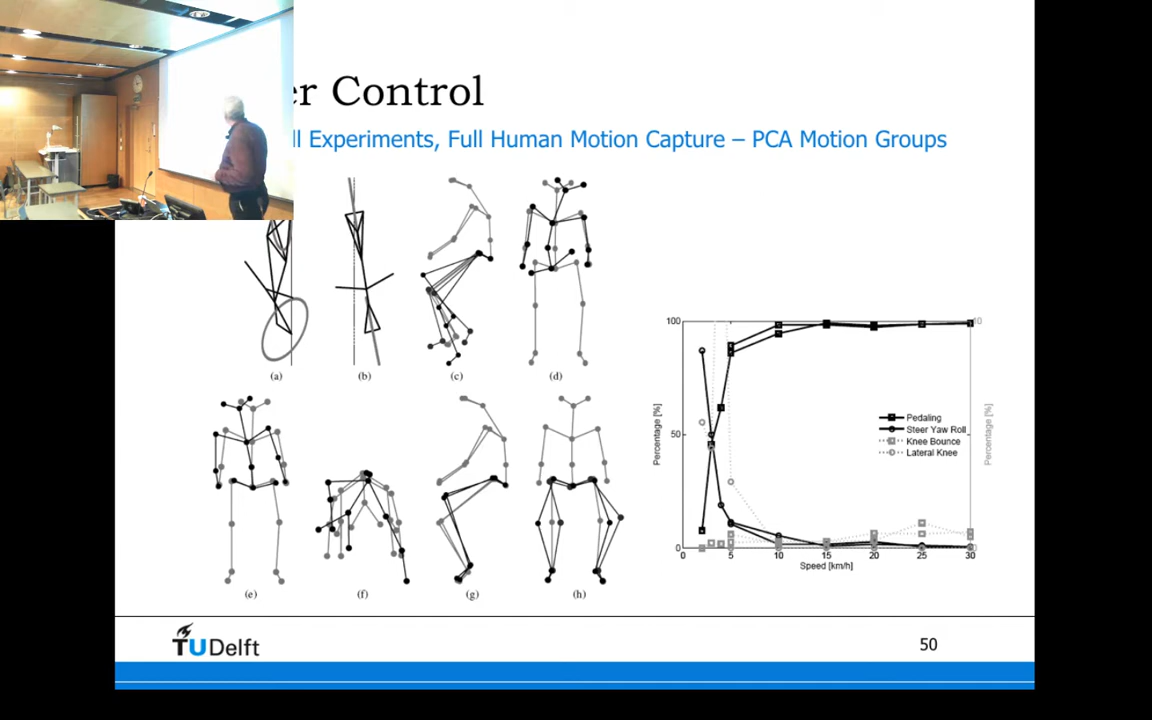 er Control
ll Experiments, Full Human Motion Capture – PCA Motion Groups
(a)
(b)
(c)
(d)
(e)
(f)
(g)
(h)
100
50
0
Percentage [%]
Pedaling
Steer Yaw Roll
Knee Bounce
Lateral Knee
Percentage [%]
0 5 10 15 20 25 30
Speed [km/h]
TUDelft
50